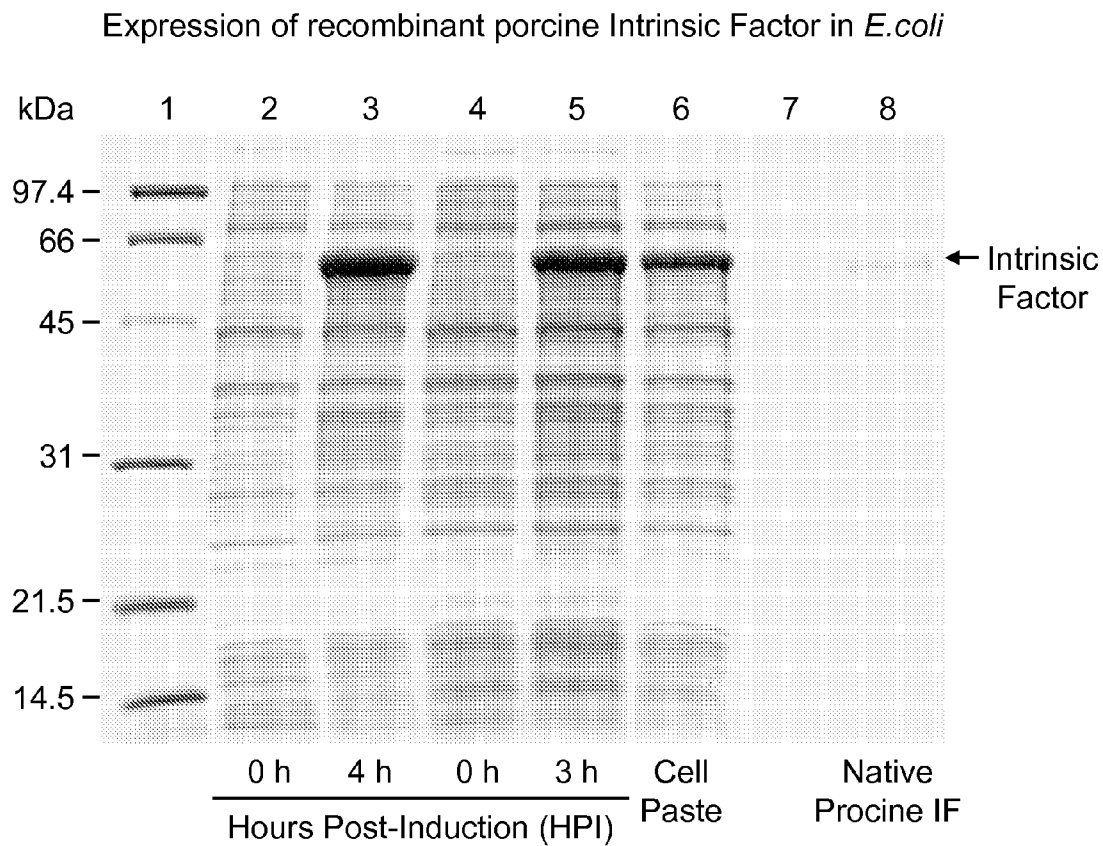 Expression of recombinant porcine Intrinsic Factor in E.coli
kDa 1 2 3 4 5 6 7 8
97.4
66
Intrinsic
Factor
45
31
21.5
14.5
0 h 4 h 0 h 3 h Cell Native
Paste Procine IF
Hours Post-Induction (HPI)